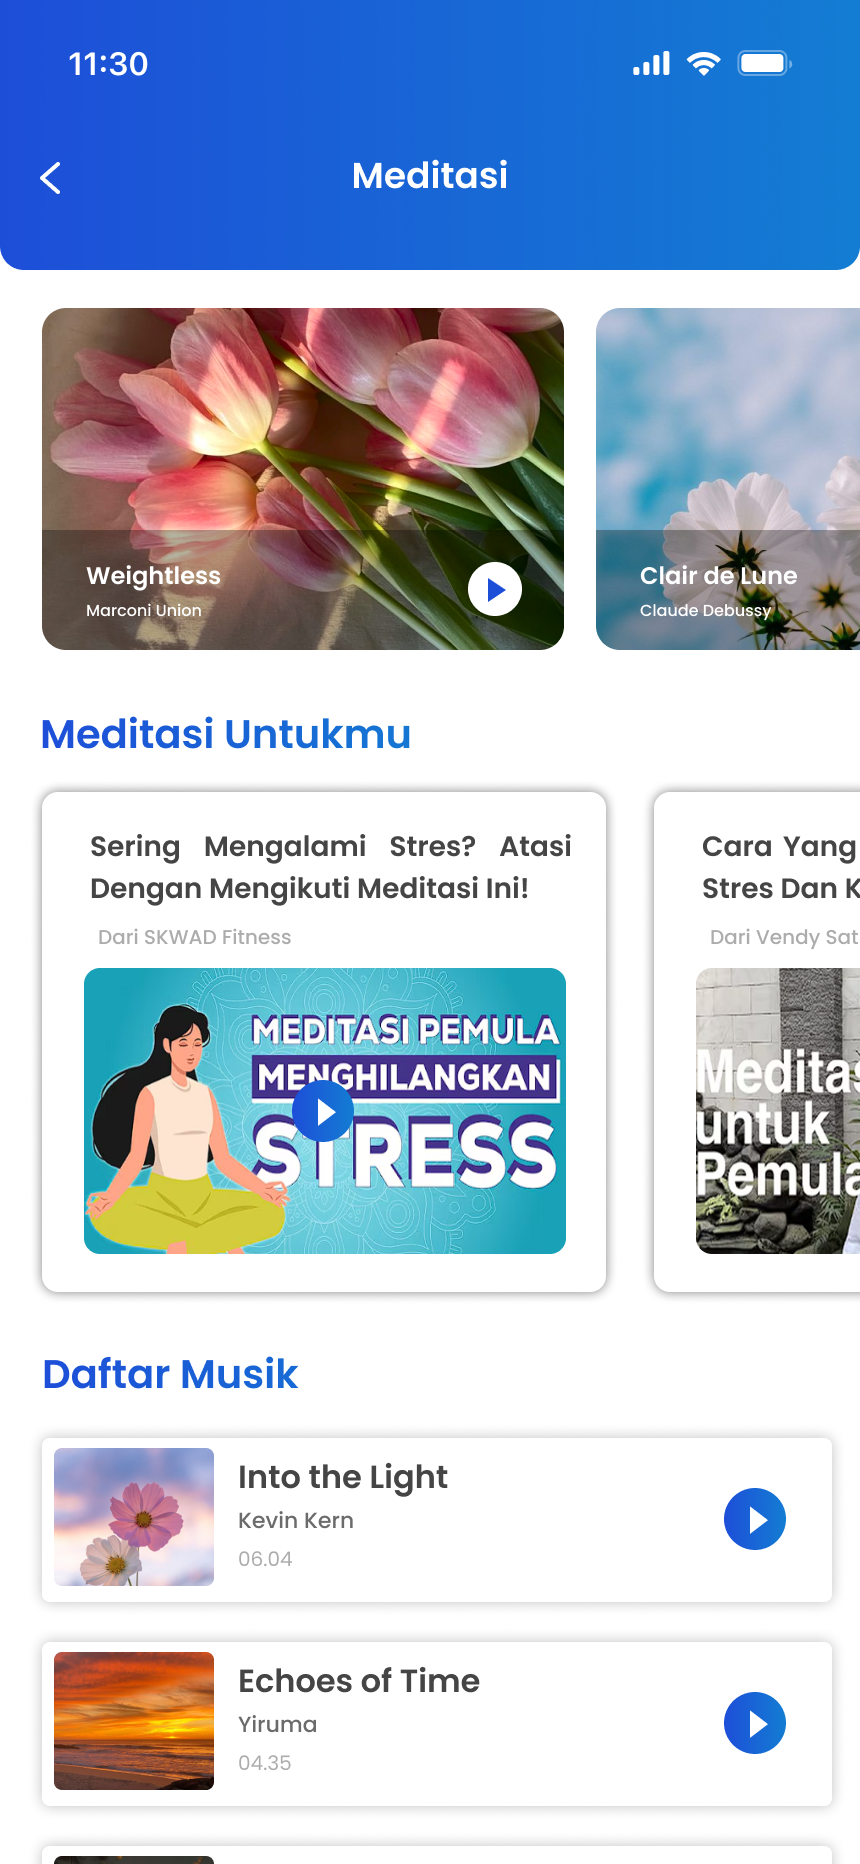 11:30
Meditasi
Weightless
Marconi Union
Clair de Lune
Claude Debussy
Meditasi Untukmu
Sering Mengalami Stres? Atasi
Dengan Mengikuti Meditasi Ini!
Dari SKWAD Fitness
MEDITASI PEMULA
MENGHILANGKAN
STRESS
Cara Yang
Stres Dan K
Dari Vendy Sat
Meditas
untuk
Pemula
Daftar Musik
Into the Light
Kevin Kern
06.04
Echoes of Time
Yiruma
04.35